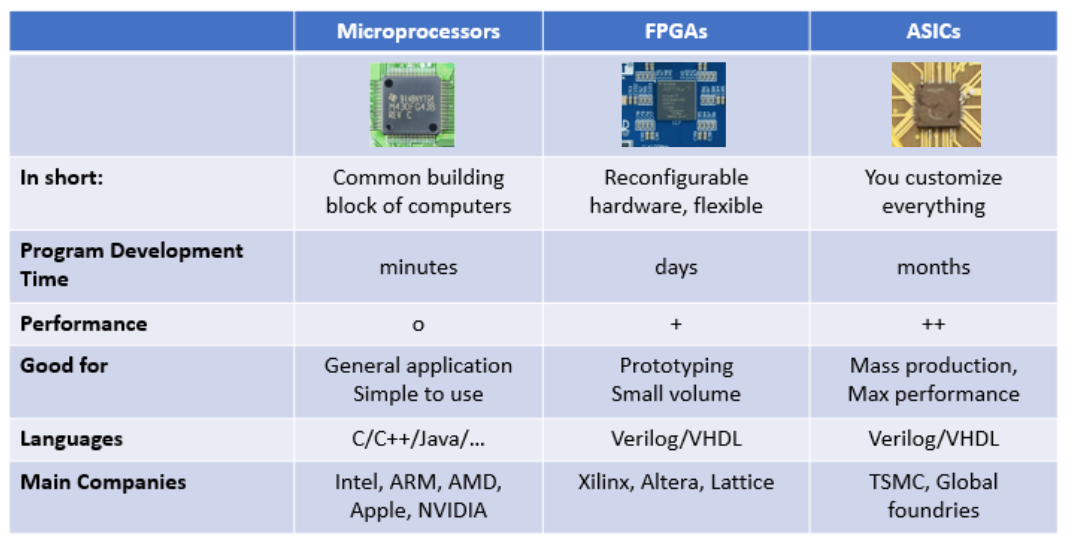 Microprocessors FPGAs ASICs
M430FG438
REV C
In short: Common building Reconfigurable You customize
block of computers hardware, flexible everything
Program Development
Time minutes days months
Performance o + ++
Good for General application Prototyping Mass production,
Simple to use Small volume Max performance
Languages C/C++/Java/... Verilog/VHDL Verilog/VHDL
Main Companies Intel, ARM, AMD, Xilinx, Altera, Lattice TSMC, Global
Apple, NVIDIA foundries